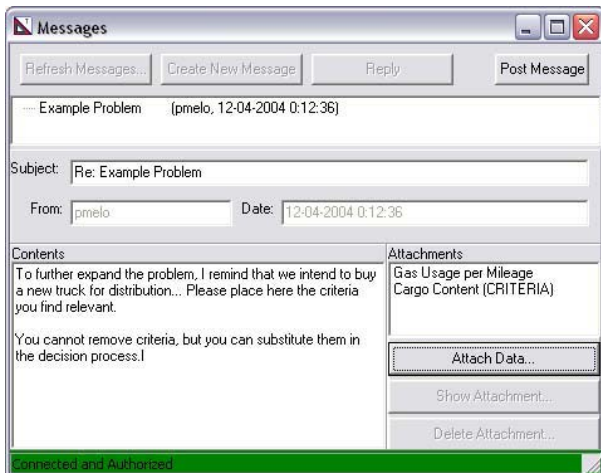 Messages
Refresh Messages...
Create New Message
Reply
Post Message
Example Problem (pmelo, 12-04-2004 0:12:36)
Subject: Re: Example Problem
From: pmelo Date: 12-04-2004 0:12:36
Contents
To further expand the problem, I remind that we intend to buy
a new truck for distribution... Please place here the criteria
you find relevant.
You cannot remove criteria, but you can substitute them in
the decision process.
Attachments
Gas Usage per Mileage
Cargo Content (CRITERIA)
Attach Data...
Show Attachment...
Delete Attachment...
Connected and Authorized